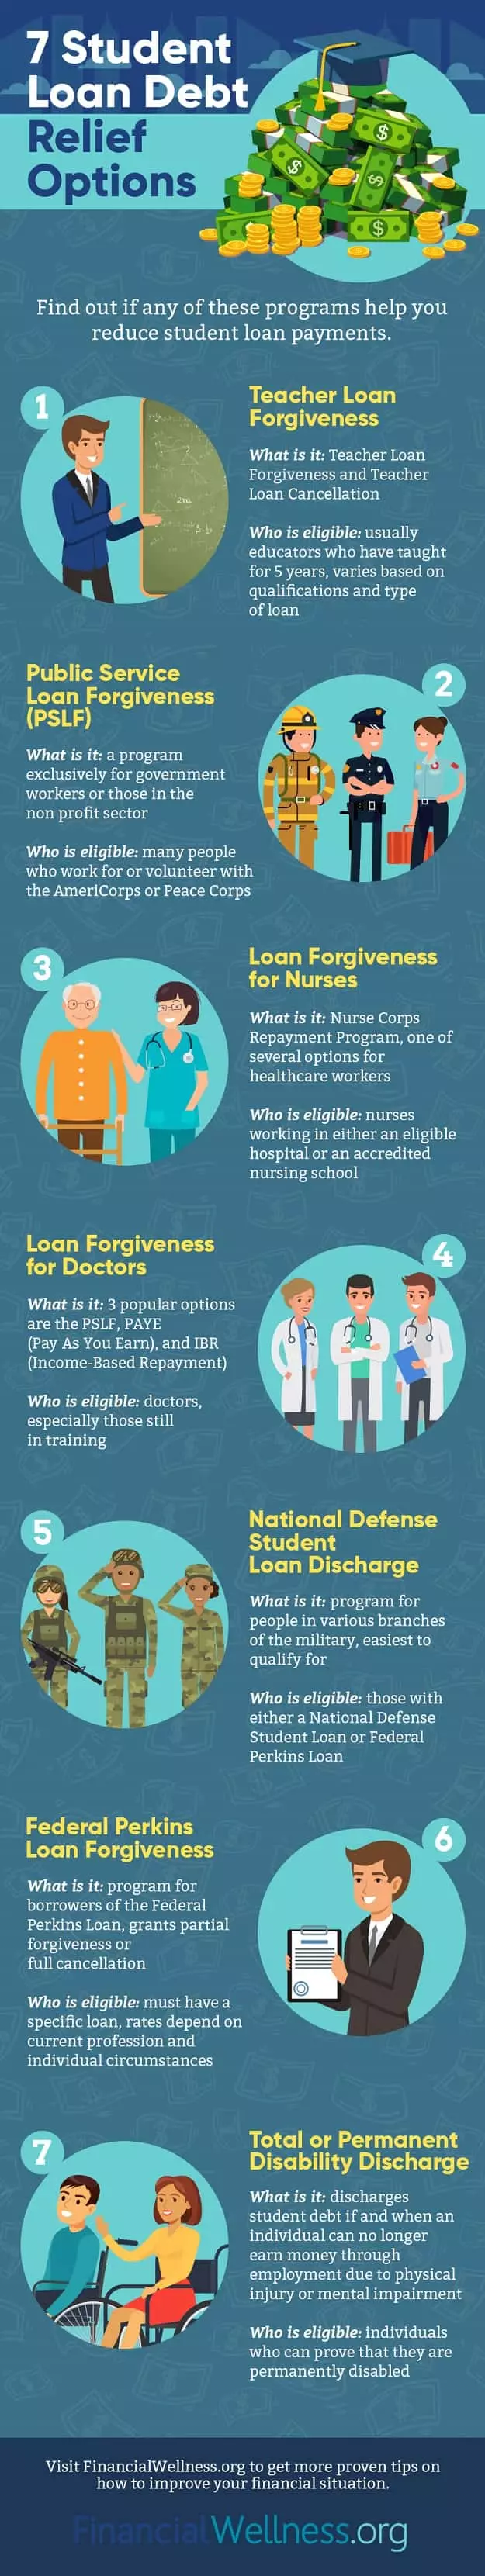 7 Student
Loan Debt
Relief
Options
Find out if any of these programs help you
reduce student loan payments.
1
Teacher Loan
Forgiveness
What is it: Teacher Loan
Forgiveness and Teacher
Loan Cancellation
Who is eligible: usually
educators who have taught
for 5 years, varies based on
qualifications and type
of loan
Public Service
Loan Forgiveness
(PSLF)
2
What is it: a program
exclusively for government
workers or those in the
non profit sector
Who is eligible: many people
who work for or volunteer with
the AmeriCorps or Peace Corps
3
Loan Forgiveness
for Nurses
What is it: Nurse Corps
Repayment Program, one of
several options for
healthcare workers
Who is eligible: nurses
working in either an eligible
hospital or an accredited
nursing school
Loan Forgiveness
for Doctors
4
What is it: 3 popular options
are the PSLF, PAYE
(Pay As You Earn), and IBR
(Income-Based Repayment)
Who is eligible: doctors,
especially those still
in training
5
National Defense
Student
Loan Discharge
What is it: program for
people in various branches
of the military, easiest to
qualify for
Who is eligible: those with
either a National Defense
Student Loan or Federal
Perkins Loan
Federal Perkins
Loan Forgiveness
6
What is it: program for
borrowers of the Federal
Perkins Loan, grants partial
forgiveness or
full cancellation
Who is eligible: must have a
specific loan, rates depend on
current profession and
individual circumstances
7
Total or Permanent
Disability Discharge
What is it: discharges
student debt if and when an
individual can no longer
earn money through
employment due to physical
injury or mental impairment
Who is eligible: individuals
who can prove that they are
permanently disabled
Visit FinancialWellness.org to get more proven tips on
how to improve your financial situation.
FinancialWellness.org